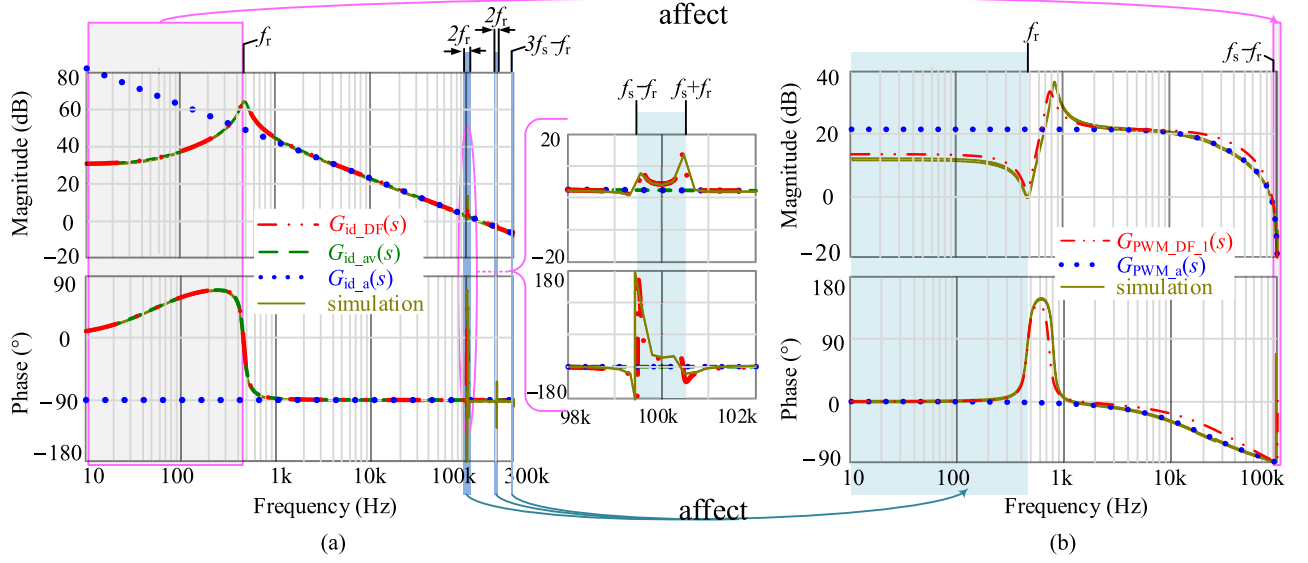 affect
fr
2fr
2fr
3fs−fr
80
60
40
20
0
−20
Magnitude (dB)
Gid_DF(s)
Gid_av(s)
Gid_a(s)
simulation
90
0
−90
−180
Phase (°)
10
100
1k
10k
100k
300k
Frequency (Hz)
(a)
fs−fr
fs+fr
20
−20
180
−180
98k
100k
102k
affect
fr
fs−fr
40
20
0
−20
Magnitude (dB)
GPWM_DF_1(s)
GPWM_a(s)
simulation
180
90
0
−90
Phase (°)
10
100
1k
10k
100k
Frequency (Hz)
(b)